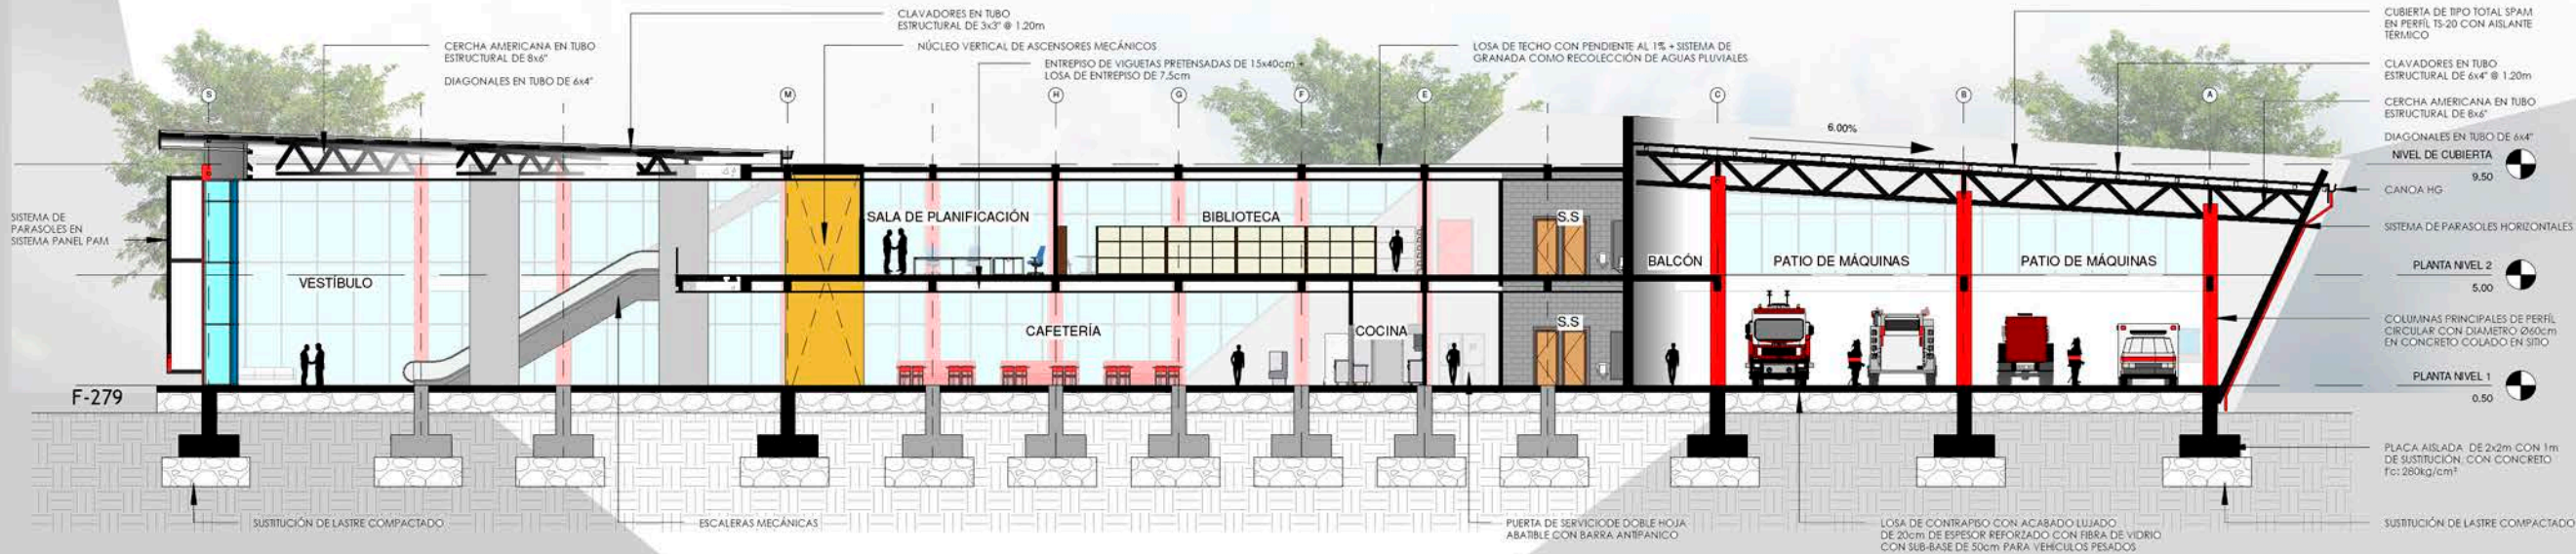 CLAVADORES EN TUBO
ESTRUCTURAL DE 3x3" @ 1.20m
CERCHA AMERICANA EN TUBO
ESTRUCTURAL DE 8x6"
DIAGONALES EN TUBO DE 6x4"
NÚCLEO VERTICAL DE ASCENSORES MECÁNICOS
ENTREPISO DE VIGUETAS PRETENSADAS DE 15x40cm +
LOSA DE ENTREPISO DE 7.5cm
LOSA DE TECHO CON PENDIENTE AL 1% + SISTEMA DE
GRANADA COMO RECOLECCIÓN DE AGUAS PLUVIALES
CUBIERTA DE TIPO TOTAL SPAM
EN PERFÍL TS-20 CON AISLANTE
TÉRMICO
CLAVADORES EN TUBO
ESTRUCTURAL DE 6x4" @ 1.20m
CERCHA AMERICANA EN TUBO
ESTRUCTURAL DE 8x6"
DIAGONALES EN TUBO DE 6x4"
S
M
H
G
F
E
C
B
A
6.00%
NIVEL DE CUBIERTA
9.50
CANOA HG
SISTEMA DE PARASOLES HORIZONTALES
SISTEMA DE
PARASOLES EN
SISTEMA PANEL PAM
SALA DE PLANIFICACIÓN
BIBLIOTECA
S.S
VESTÍBULO
BALCÓN
PATIO DE MÁQUINAS
PATIO DE MÁQUINAS
PLANTA NIVEL 2
5.00
CAFETERÍA
COCINA
S.S
COLUMNAS PRINCIPALES DE PERFÍL
CIRCULAR CON DIAMETRO Ø60cm
EN CONCRETO COLADO EN SITIO
PLANTA NIVEL 1
0.50
F-279
PLACA AISLADA DE 2x2m CON 1m
DE SUSTITUCIÓN, CON CONCRETO
f'c: 280kg/cm²
SUSTITUCIÓN DE LASTRE COMPACTADO
ESCALERAS MECÁNICAS
PUERTA DE SERVICIODE DOBLE HOJA
ABATIBLE CON BARRA ANTIPANICO
LOSA DE CONTRAPISO CON ACABADO LUJADO
DE 20cm DE ESPESOR REFORZADO CON FIBRA DE VIDRIO
CON SUB-BASE DE 50cm PARA VEHÍCULOS PESADOS
SUSTITUCIÓN DE LASTRE COMPACTADO